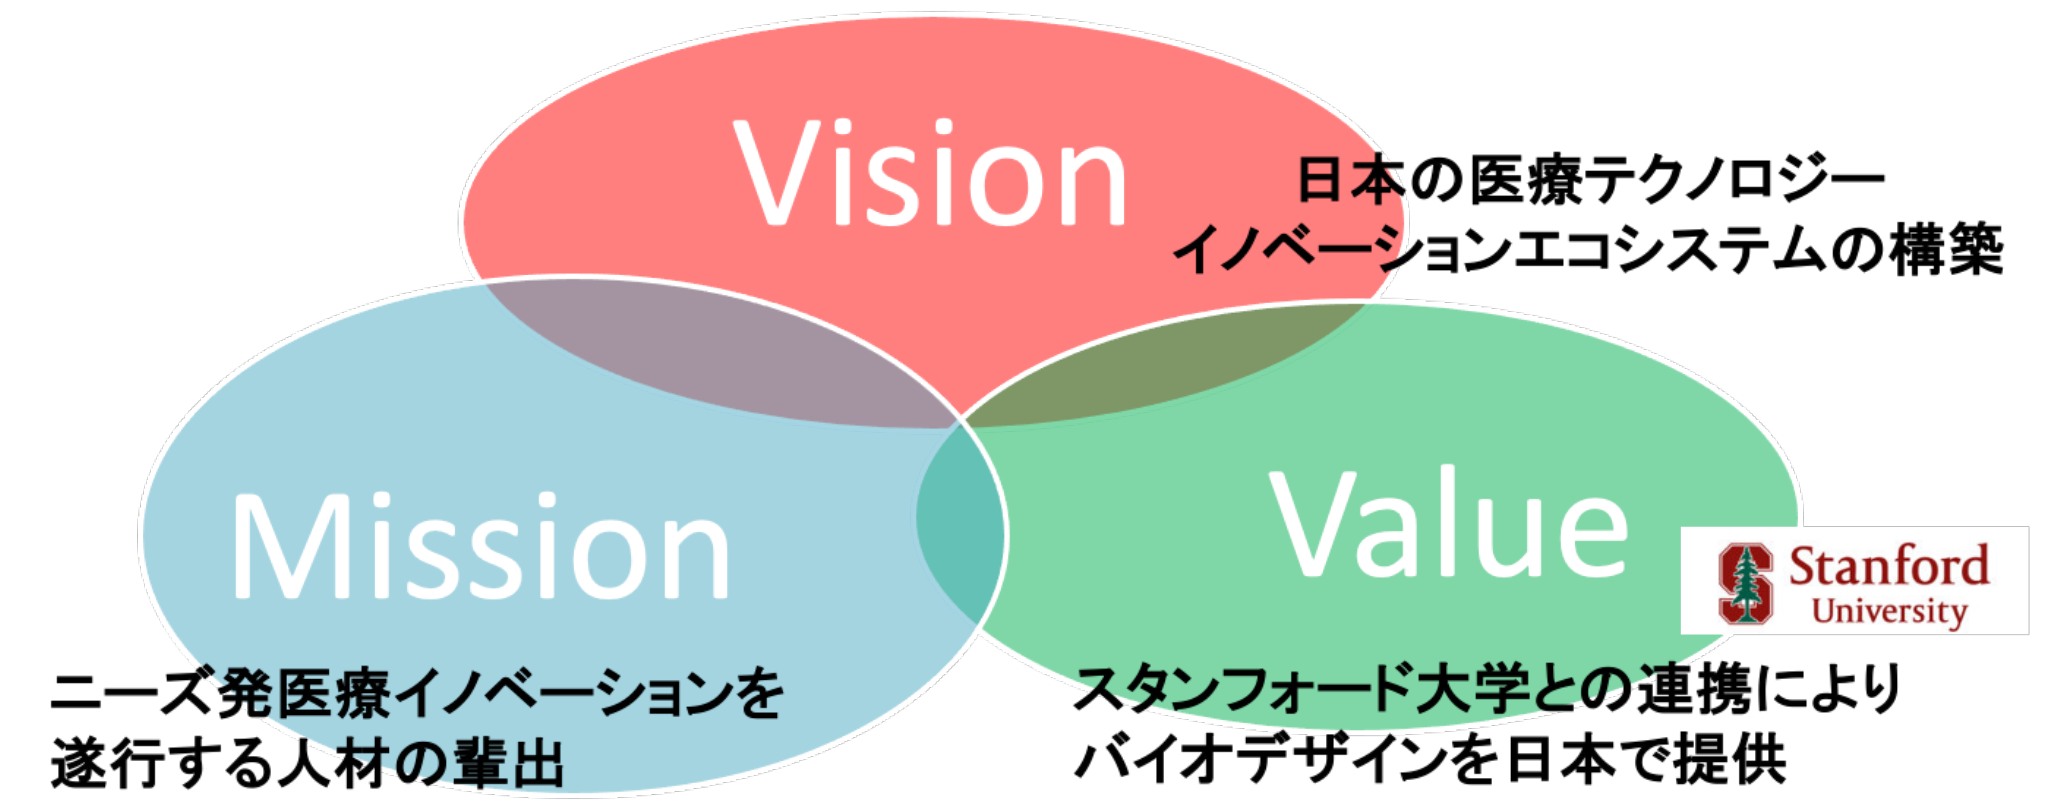 Vision
日本の医療テクノロジー
イノベーションエコシステムの構築
Mission
ニーズ発医療イノベーションを
遂行する人材の輩出
Value
Stanford
University
スタンフォード大学との連携により
バイオデザインを日本で提供